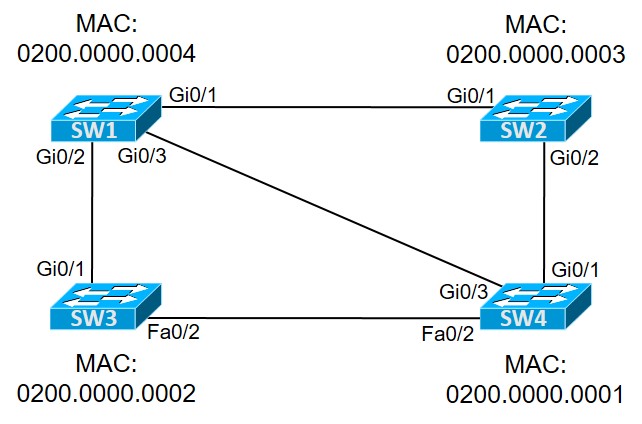 MAC:
0200.0000.0004
MAC:
0200.0000.0003
Gi0/1
Gi0/1
SW1
SW2
Gi0/2
Gi0/3
Gi0/2
Gi0/1
Gi0/1
Gi0/3
SW3
SW4
Fa0/2
Fa0/2
MAC:
0200.0000.0002
MAC:
0200.0000.0001